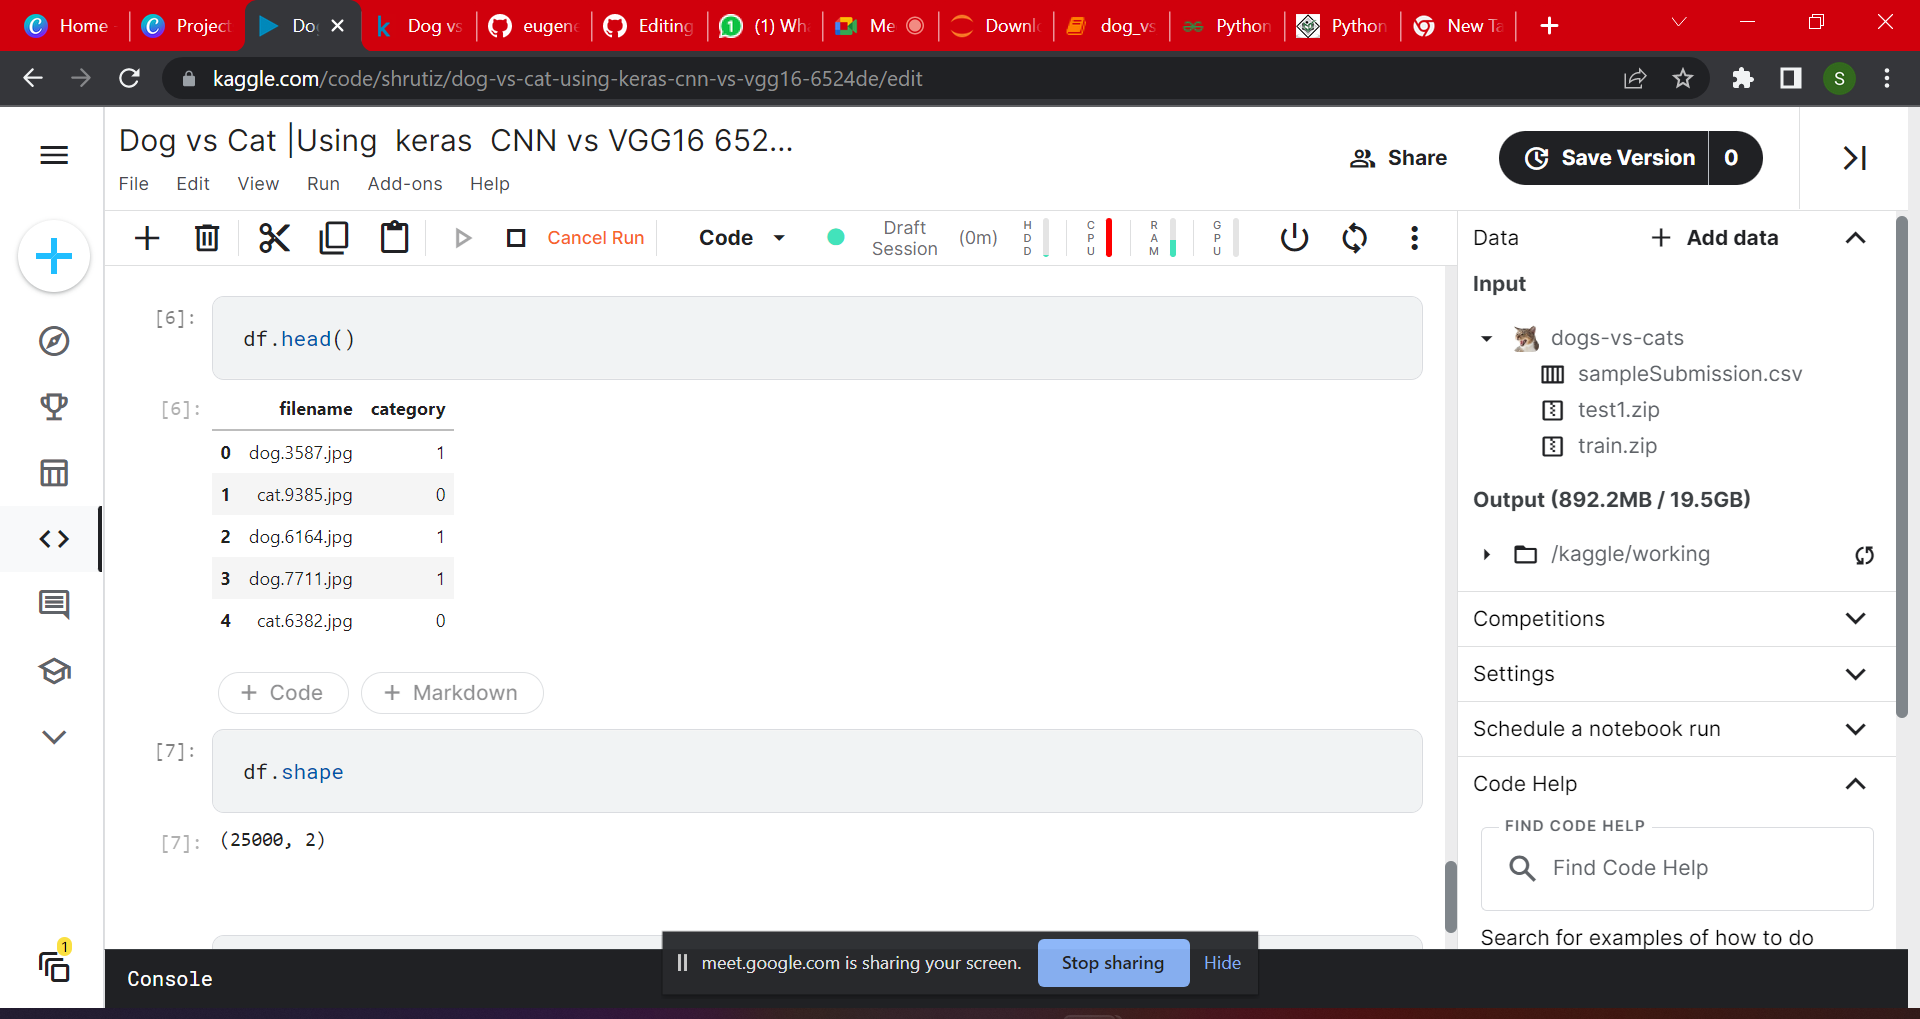 Home
Project
Do
Dog vs
eugene
Editing
(1) Wh
Me
Downl
dog_vs
Python
Python
New Ta
kaggle.com/code/shrutiz/dog-vs-cat-using-keras-cnn-vs-vgg16-6524de/edit
S
Dog vs Cat |Using keras CNN vs VGG16 652...
File Edit View Run Add-ons Help
Share
Save Version 0
Cancel Run
Code
Draft Session (0m)
HDD
CPU
RAM
GPU
Data
+ Add data
Input
dogs-vs-cats
sampleSubmission.csv
test1.zip
train.zip
Output (892.2MB / 19.5GB)
/kaggle/working
Competitions
Settings
Schedule a notebook run
Code Help
FIND CODE HELP
Find Code Help
Search for examples of how to do
[6]:
df.head()
[6]:
filename category
0 dog.3587.jpg 1
1 cat.9385.jpg 0
2 dog.6164.jpg 1
3 dog.7711.jpg 1
4 cat.6382.jpg 0
+ Code + Markdown
[7]:
df.shape
[7]: (25000, 2)
1
Console
meet.google.com is sharing your screen. Stop sharing Hide